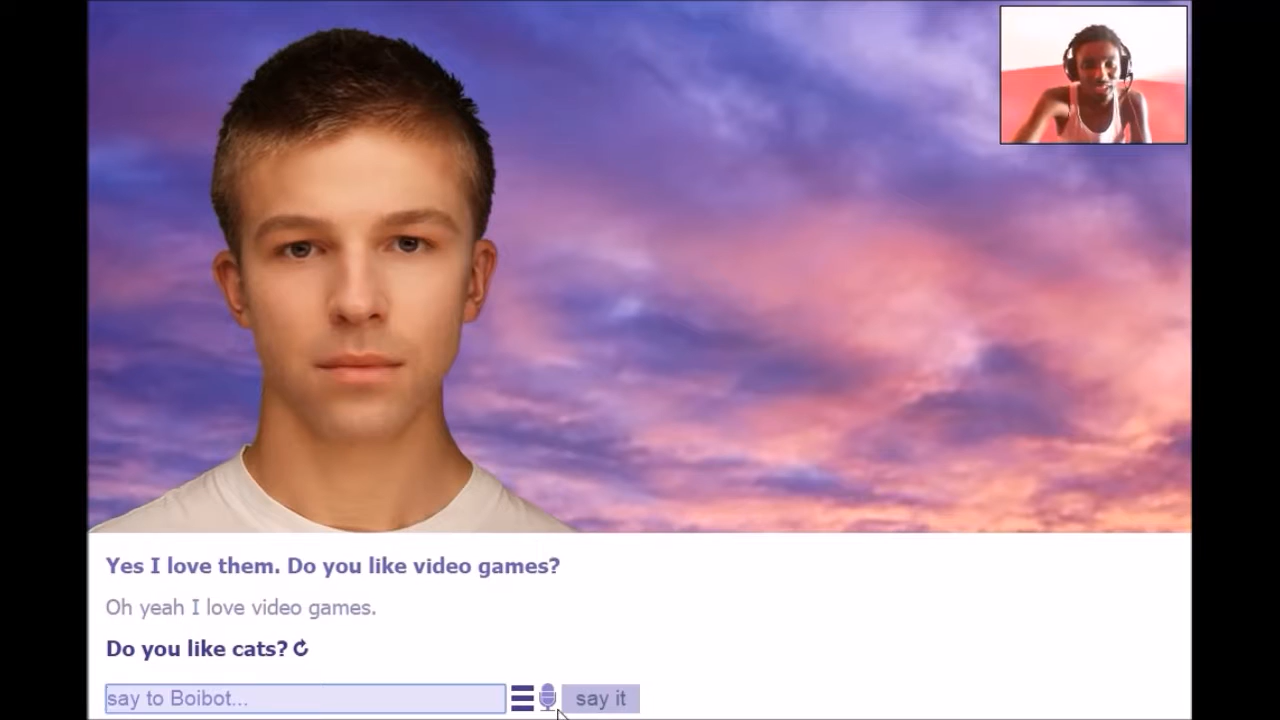 Yes I love them. Do you like video games?
Oh yeah I love video games.
Do you like cats?
say to Boibot... say it